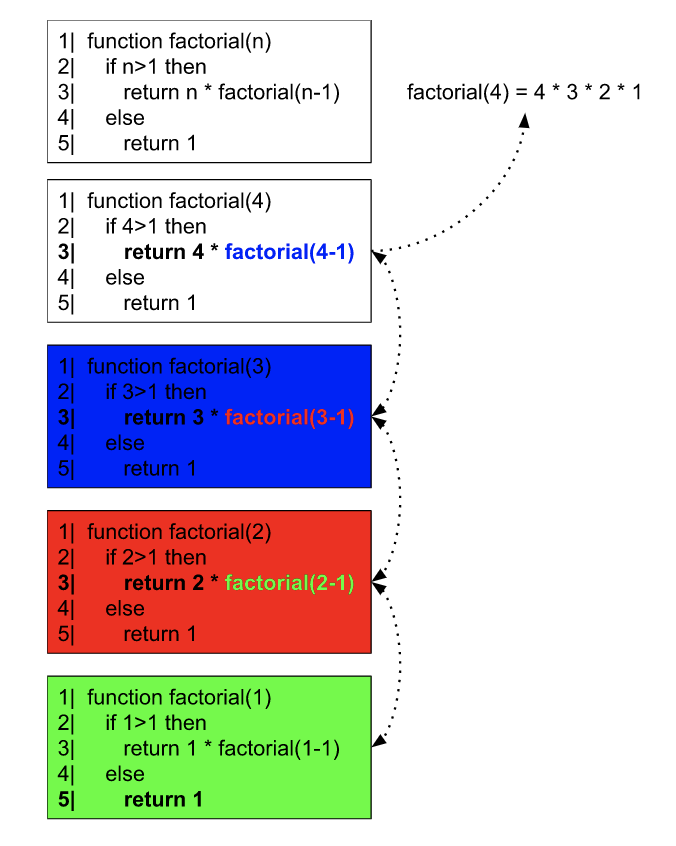 1| function factorial(n)
2| if n>1 then
3| return n * factorial(n-1)
4| else
5| return 1
factorial(4) = 4 * 3 * 2 * 1
1| function factorial(4)
2| if 4>1 then
3| return 4 * factorial(4-1)
4| else
5| return 1
1| function factorial(3)
2| if 3>1 then
3| return 3 * factorial(3-1)
4| else
5| return 1
1| function factorial(2)
2| if 2>1 then
3| return 2 * factorial(2-1)
4| else
5| return 1
1| function factorial(1)
2| if 1>1 then
3| return 1 * factorial(1-1)
4| else
5| return 1